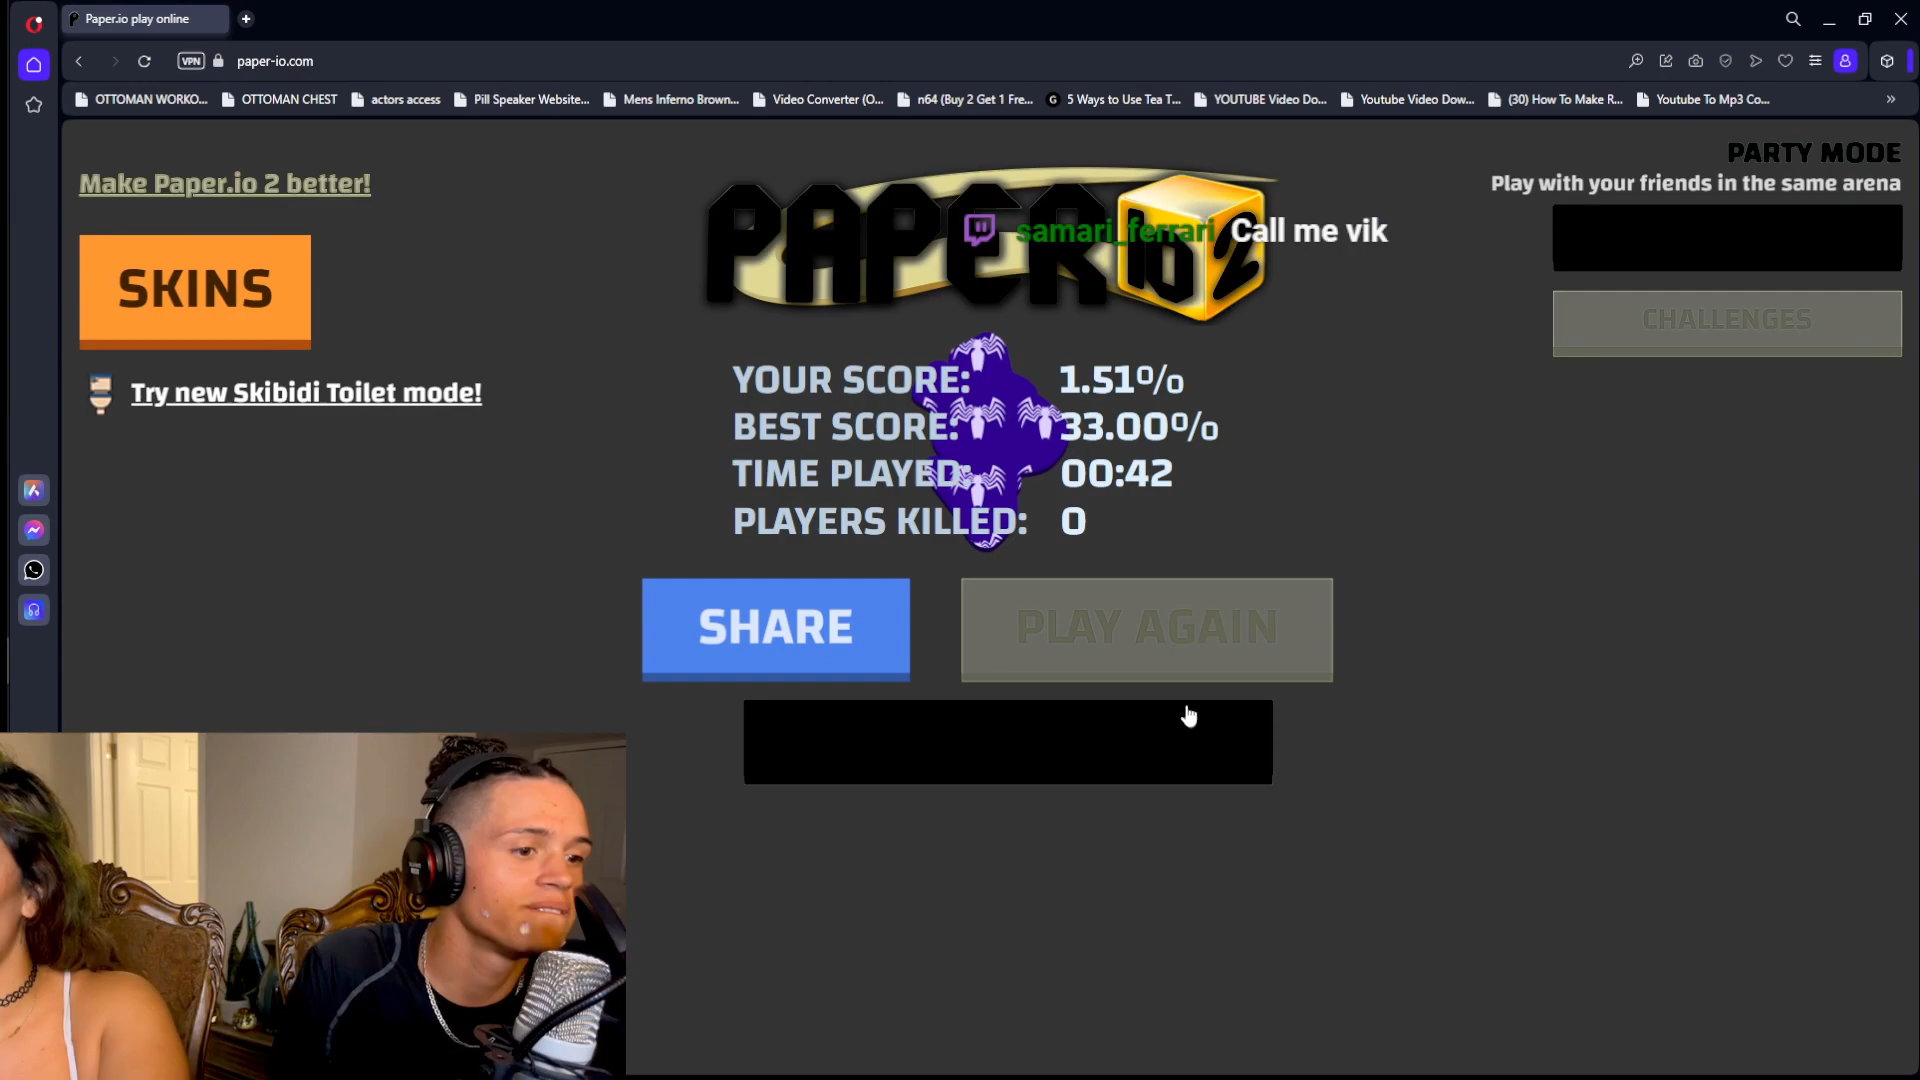 Paper.io play online
VPN
paper-io.com
OTTOMAN WORKO...
OTTOMAN CHEST
actors access
Pill Speaker Website...
Mens Inferno Brown...
Video Converter (O...
n64 (Buy 2 Get 1 Fre...
5 Ways to Use Tea T...
YOUTUBE Video Do...
Youtube Video Dow...
(30) How To Make R...
Youtube To Mp3 Co...
Make Paper.io 2 better!
SKINS
Try new Skibidi Toilet mode!
PAPER IO 2
samari_ferrari Call me vik
PARTY MODE
Play with your friends in the same arena
CHALLENGES
YOUR SCORE: 1.51%
BEST SCORE: 33.00%
TIME PLAYED: 00:42
PLAYERS KILLED: 0
SHARE
PLAY AGAIN